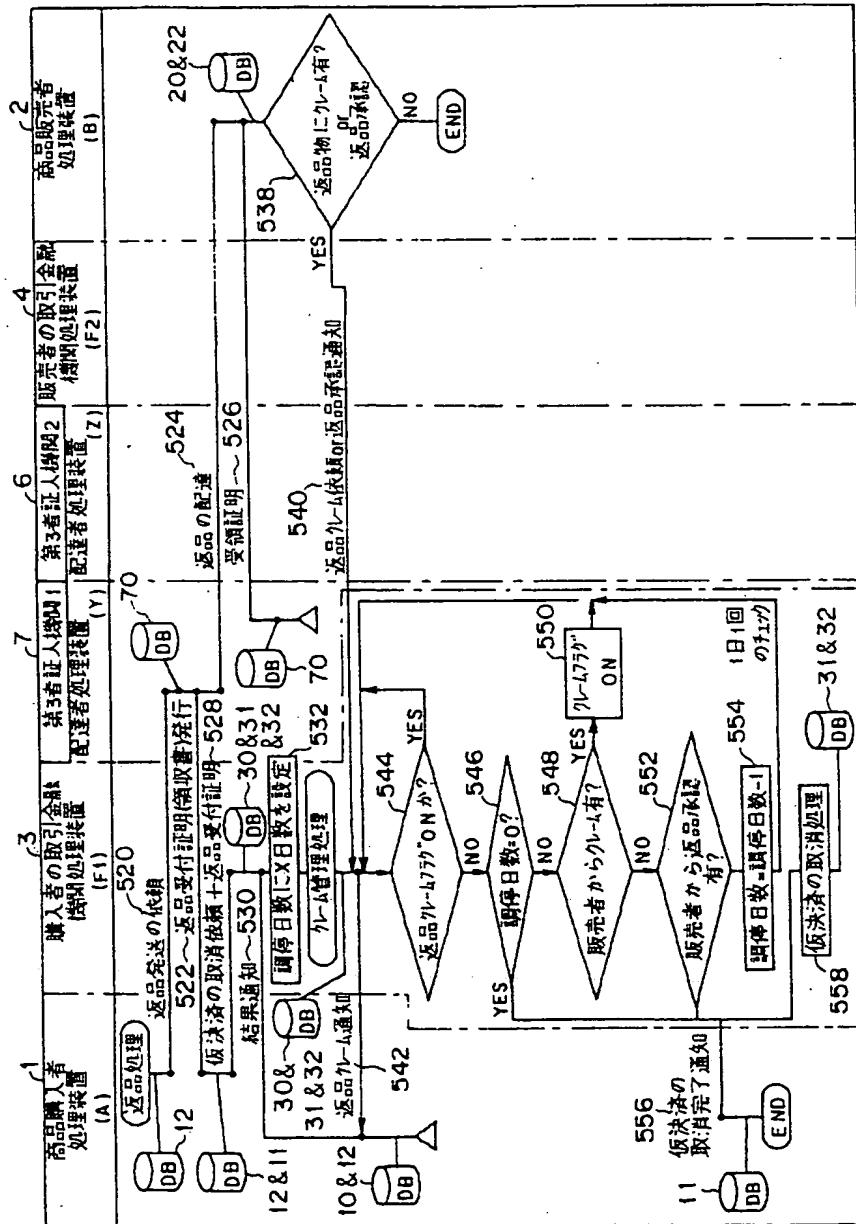 1
商品購入者
処理装置
(A)
3
購入者の取引金融
機関処理装置
(F1)
7
第3者証人機関1
配達者処理装置
(Y)
6
第3者証人機関2
配達者処理装置
(Z)
4
販売者の取引金融
機関処理装置
(F2)
2
商品販売者
処理装置
(B)
返品処理
DB
12
520
返品発送の依頼
522〜返品受付証明(領収書)発行
DB
70
524
返品の配達
DB
12&11
仮決済の取消依頼+返品受付証明〜528
受領証明〜526
DB
70
DB
20&22
DB
30&31
&32
結果通知〜530
532
調停日数にX日数を設定
クレーム管理処理
538
返品物にクレーム有?
or
返品承認
YES
NO
END
DB
30&
31&32
返品クレーム通知
542
540
返品クレーム依頼or返品承認通知
DB
10&12
544
返品クレームフラグONか?
YES
NO
546
調停日数=0?
YES
NO
548
販売者からクレーム有?
YES
NO
550
クレームフラグ
ON
552
販売者から返品承認
有?
554
調停日数=調停日数-1
1日1回
のチェック
556
仮決済の
取消完了通知
558
仮決済の取消処理
DB
31&32
DB
11
END